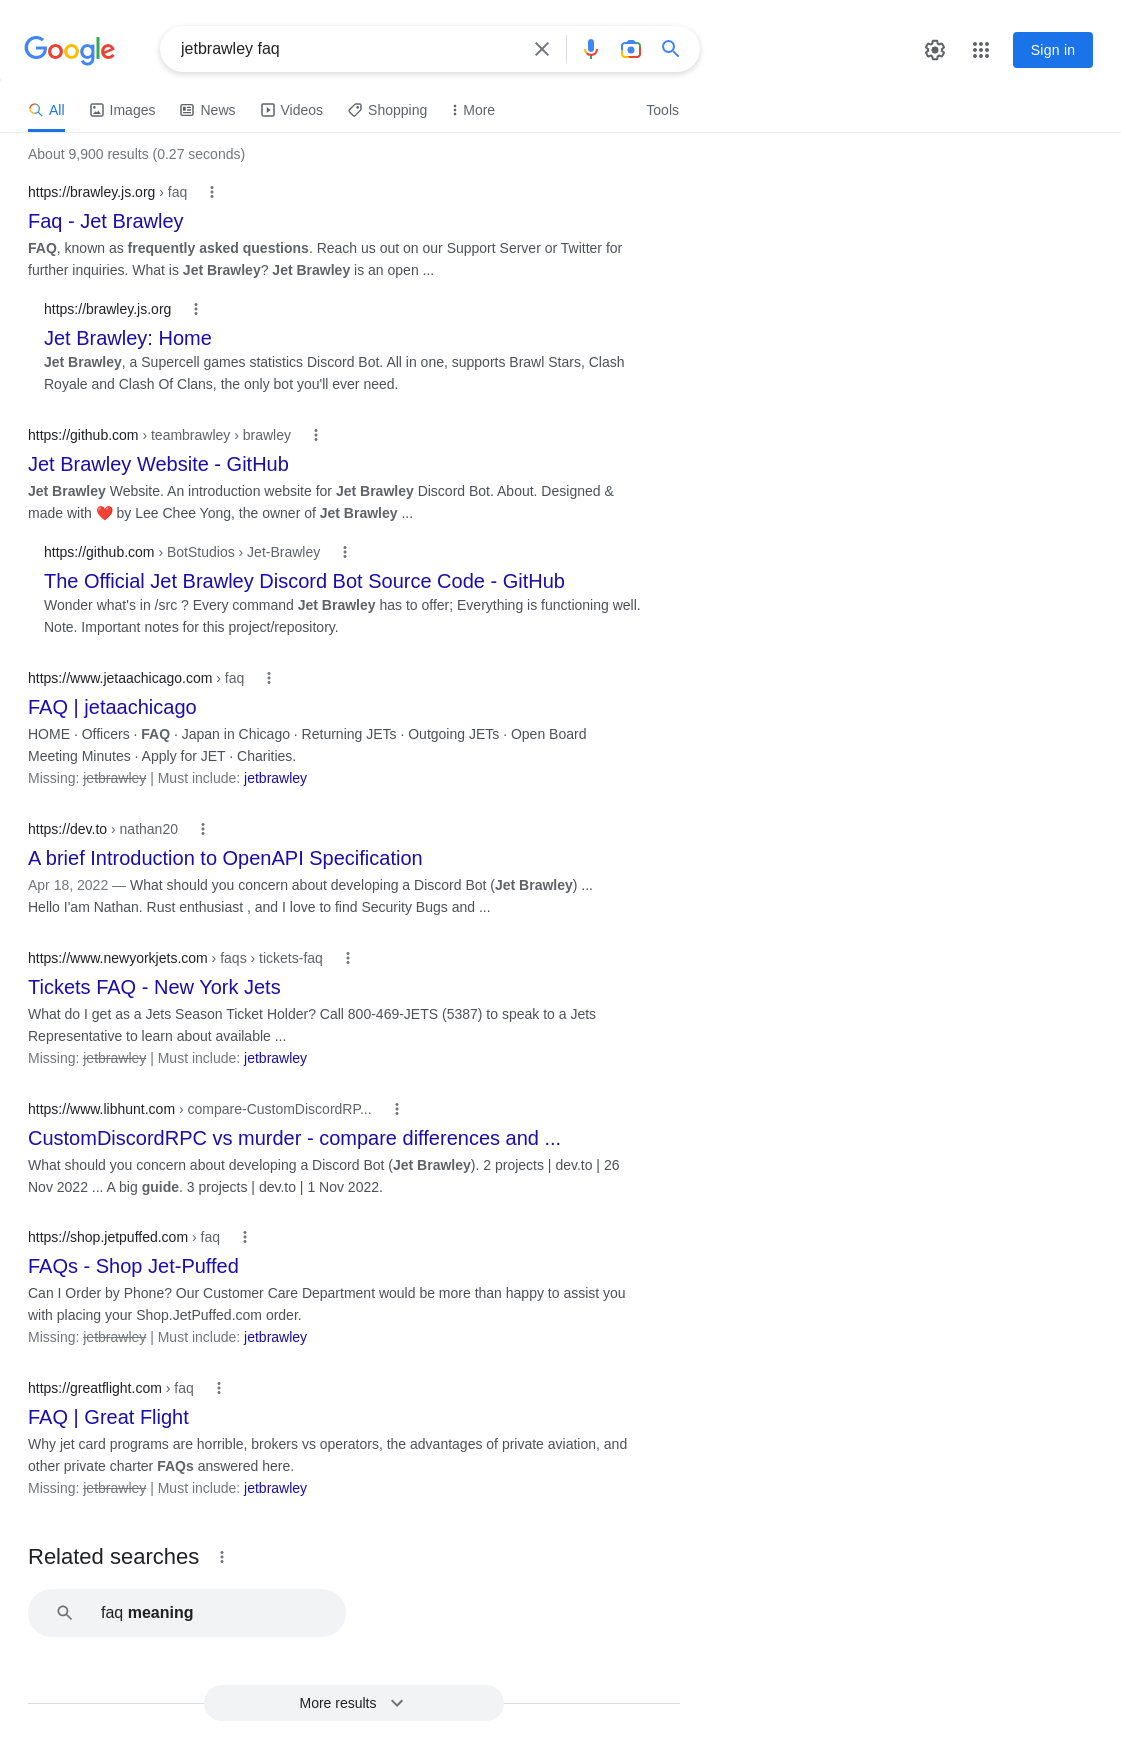 Google
jetbrawley faq
Sign in
All Images News Videos Shopping More Tools
About 9,900 results (0.27 seconds)
https://brawley.js.org › faq
Faq - Jet Brawley
FAQ, known as frequently asked questions. Reach us out on our Support Server or Twitter for
further inquiries. What is Jet Brawley? Jet Brawley is an open ...
https://brawley.js.org
Jet Brawley: Home
Jet Brawley, a Supercell games statistics Discord Bot. All in one, supports Brawl Stars, Clash
Royale and Clash Of Clans, the only bot you'll ever need.
https://github.com › teambrawley › brawley
Jet Brawley Website - GitHub
Jet Brawley Website. An introduction website for Jet Brawley Discord Bot. About. Designed &
made with ❤️ by Lee Chee Yong, the owner of Jet Brawley ...
https://github.com › BotStudios › Jet-Brawley
The Official Jet Brawley Discord Bot Source Code - GitHub
Wonder what's in /src ? Every command Jet Brawley has to offer; Everything is functioning well.
Note. Important notes for this project/repository.
https://www.jetaachicago.com › faq
FAQ | jetaachicago
HOME · Officers · FAQ · Japan in Chicago · Returning JETs · Outgoing JETs · Open Board
Meeting Minutes · Apply for JET · Charities.
Missing: jetbrawley | Must include: jetbrawley
https://dev.to › nathan20
A brief Introduction to OpenAPI Specification
Apr 18, 2022 — What should you concern about developing a Discord Bot (Jet Brawley) ...
Hello I'am Nathan. Rust enthusiast , and I love to find Security Bugs and ...
https://www.newyorkjets.com › faqs › tickets-faq
Tickets FAQ - New York Jets
What do I get as a Jets Season Ticket Holder? Call 800-469-JETS (5387) to speak to a Jets
Representative to learn about available ...
Missing: jetbrawley | Must include: jetbrawley
https://www.libhunt.com › compare-CustomDiscordRP...
CustomDiscordRPC vs murder - compare differences and ...
What should you concern about developing a Discord Bot (Jet Brawley). 2 projects | dev.to | 26
Nov 2022 ... A big guide. 3 projects | dev.to | 1 Nov 2022.
https://shop.jetpuffed.com › faq
FAQs - Shop Jet-Puffed
Can I Order by Phone? Our Customer Care Department would be more than happy to assist you
with placing your Shop.JetPuffed.com order.
Missing: jetbrawley | Must include: jetbrawley
https://greatflight.com › faq
FAQ | Great Flight
Why jet card programs are horrible, brokers vs operators, the advantages of private aviation, and
other private charter FAQs answered here.
Missing: jetbrawley | Must include: jetbrawley
Related searches
faq meaning
More results